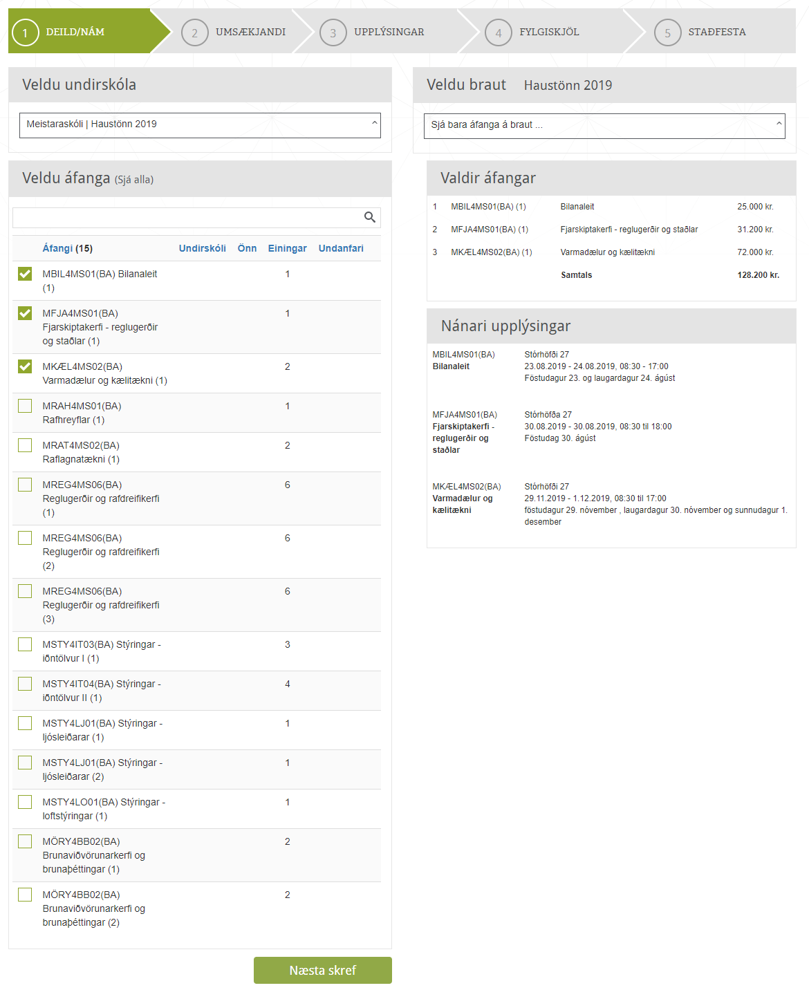 1 DEILD/NÁM
2 UMSÆKJANDI
3 UPPLÝSINGAR
4 FYLGISKJÖL
5 STAÐFESTA
Veldu undirskóla
Meistaraskóli | Haustönn 2019
Veldu braut Haustönn 2019
Sjá bara áfanga á braut ...
Veldu áfanga (Sjá alla)
Áfangi (15) Undirskóli Önn Einingar Undanfari
MBIL4MS01(BA) Bilanaleit 1
(1)
MFJA4MS01(BA) 1
Fjarskiptakerfi - reglugerðir
og staðlar (1)
MKÆL4MS02(BA) 2
Varmadælur og kælitækni (1)
MRAH4MS01(BA) 1
Rafhreyflar (1)
MRAT4MS02(BA) 2
Raflagnatækni (1)
MREG4MS06(BA) 6
Reglugerðir og rafdreifikerfi
(1)
MREG4MS06(BA) 6
Reglugerðir og rafdreifikerfi
(2)
MREG4MS06(BA) 6
Reglugerðir og rafdreifikerfi
(3)
MSTY4IT03(BA) Stýringar - 3
iðntölvur I (1)
MSTY4IT04(BA) Stýringar - 4
iðntölvur II (1)
MSTY4LJ01(BA) Stýringar - 1
ljósleiðarar (1)
MSTY4LJ01(BA) Stýringar - 1
ljósleiðarar (2)
MSTY4LO01(BA) Stýringar - 1
loftstýringar (1)
MÖRY4BB02(BA) 2
Brunaviðvörunarkerfi og
brunaþéttingar (1)
MÖRY4BB02(BA) 2
Brunaviðvörunarkerfi og
brunaþéttingar (2)
Næsta skref
Valdir áfangar
1 MBIL4MS01(BA) (1) Bilanaleit 25.000 kr.
2 MFJA4MS01(BA) (1) Fjarskiptakerfi - reglugerðir og staðlar 31.200 kr.
3 MKÆL4MS02(BA) (1) Varmadælur og kælitækni 72.000 kr.
Samtals 128.200 kr.
Nánari upplýsingar
MBIL4MS01(BA) Stórhöfði 27
Bilanaleit 23.08.2019 - 24.08.2019, 08:30 - 17:00
Föstudagur 23. og laugardagur 24. ágúst
MFJA4MS01(BA) Stórhöfða 27
Fjarskiptakerfi - 30.08.2019 - 30.08.2019, 08:30 til 18:00
reglugerðir og Föstudag 30. ágúst
staðlar
MKÆL4MS02(BA) Stórhöfði 27
Varmadælur og 29.11.2019 - 1.12.2019, 08:30 til 17:00
kælitækni föstudagur 29. nóvember , laugardagur 30. nóvember og sunnudagur 1.
desember